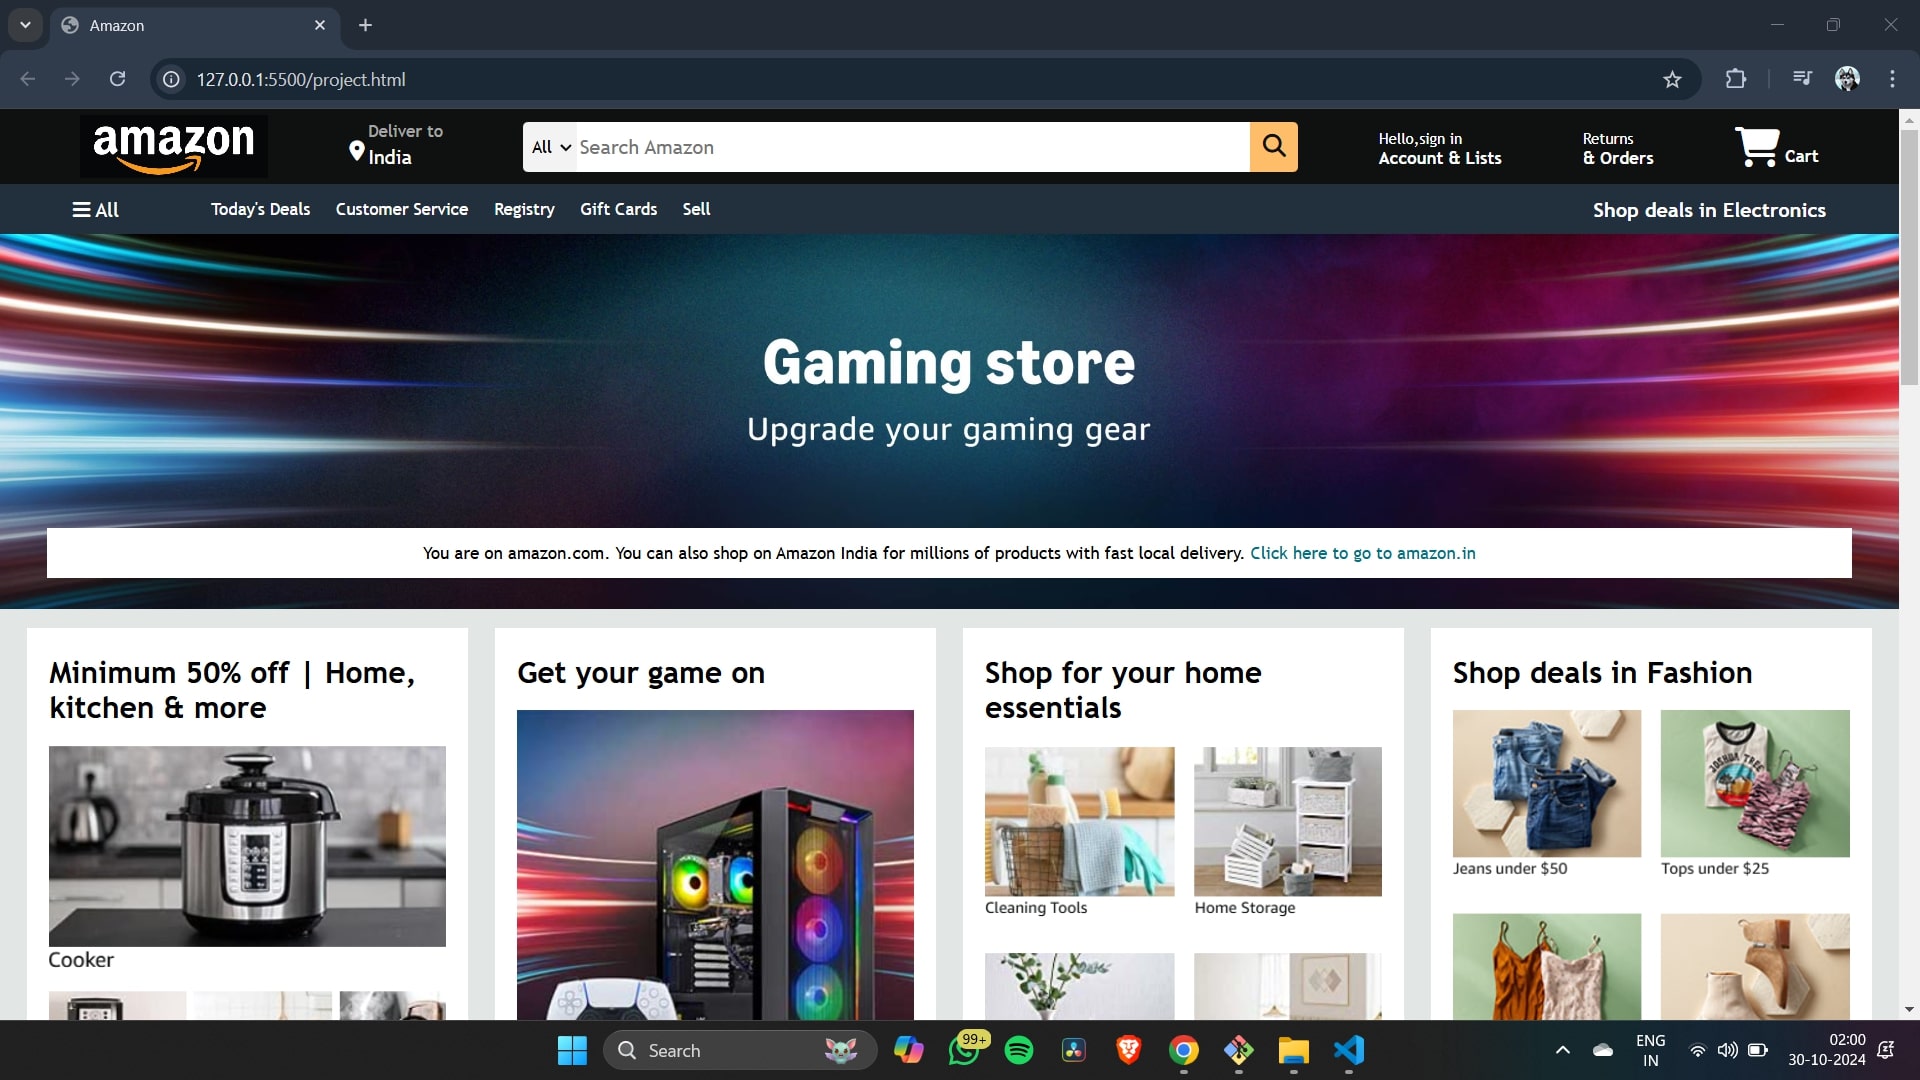 Amazon
127.0.0.1:5500/project.html
amazon
Deliver to
India
All
Search Amazon
Hello,sign in
Account & Lists
Returns
& Orders
Cart
All
Today's Deals
Customer Service
Registry
Gift Cards
Sell
Shop deals in Electronics
Gaming store
Upgrade your gaming gear
You are on amazon.com. You can also shop on Amazon India for millions of products with fast local delivery. Click here to go to amazon.in
Minimum 50% off | Home,
kitchen & more
Cooker
Get your game on
Shop for your home
essentials
Cleaning Tools
Home Storage
Shop deals in Fashion
JOSHUA TREE
Jeans under $50
Tops under $25
Search
99+
ENG
IN
02:00
30-10-2024